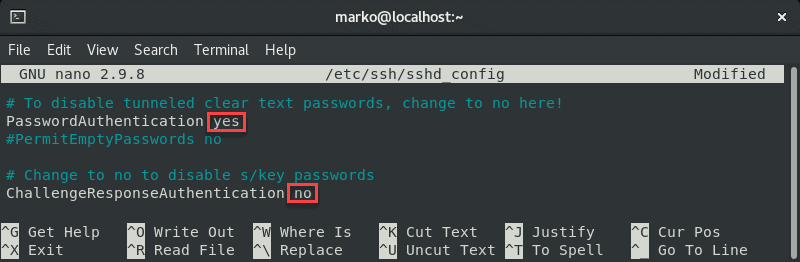 marko@localhost:~
File Edit View Search Terminal Help
GNU nano 2.9.8 /etc/ssh/sshd_config Modified
# To disable tunneled clear text passwords, change to no here!
PasswordAuthentication yes
#PermitEmptyPasswords no
# Change to no to disable s/key passwords
ChallengeResponseAuthentication no
^G Get Help ^O Write Out ^W Where Is ^K Cut Text ^J Justify ^C Cur Pos
^X Exit ^R Read File ^\ Replace ^U Uncut Text ^T To Spell ^_ Go To Line